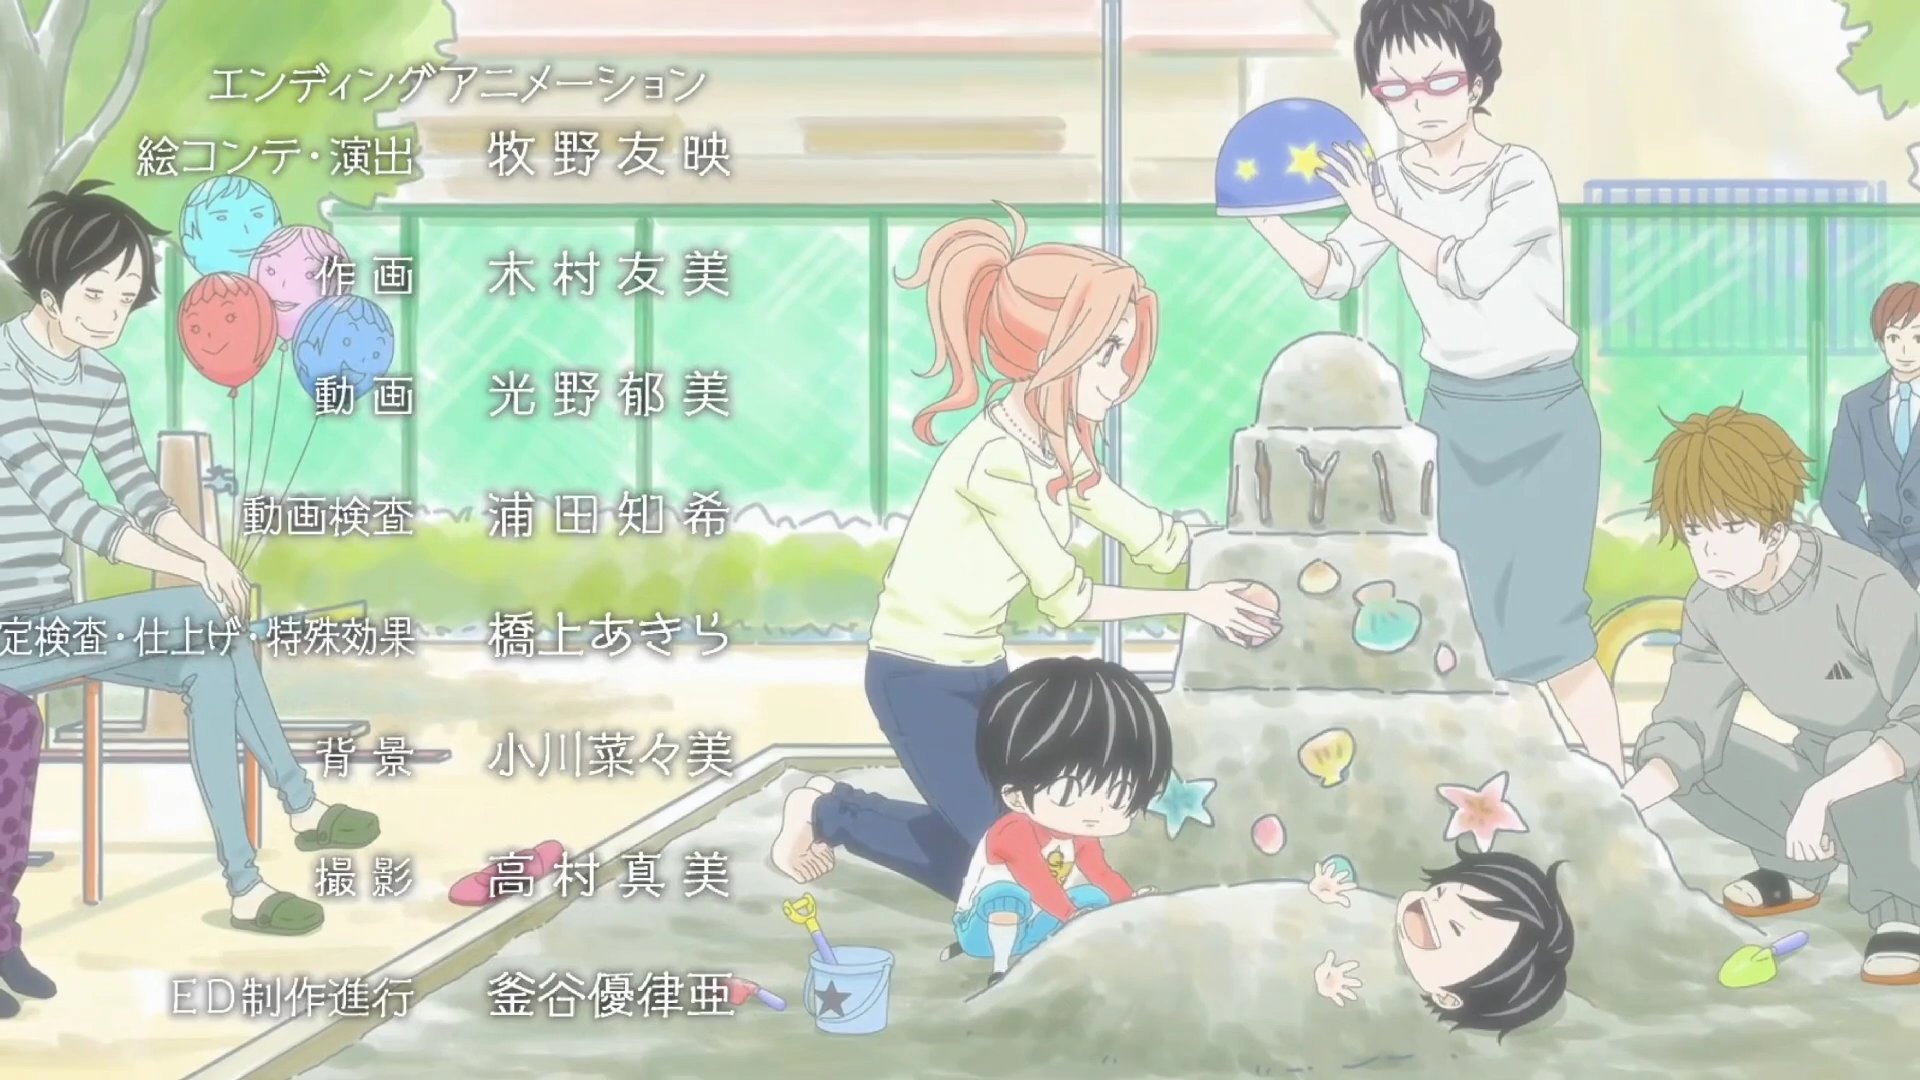 エンディングアニメーション
絵コンテ・演出 牧野友映
作画 木村友美
動画 光野郁美
動画検査 浦田知希
定検査・仕上げ・特殊効果 橋上あきら
背景 小川菜々美
撮影 高村真美
ED制作進行 釜谷優律亜